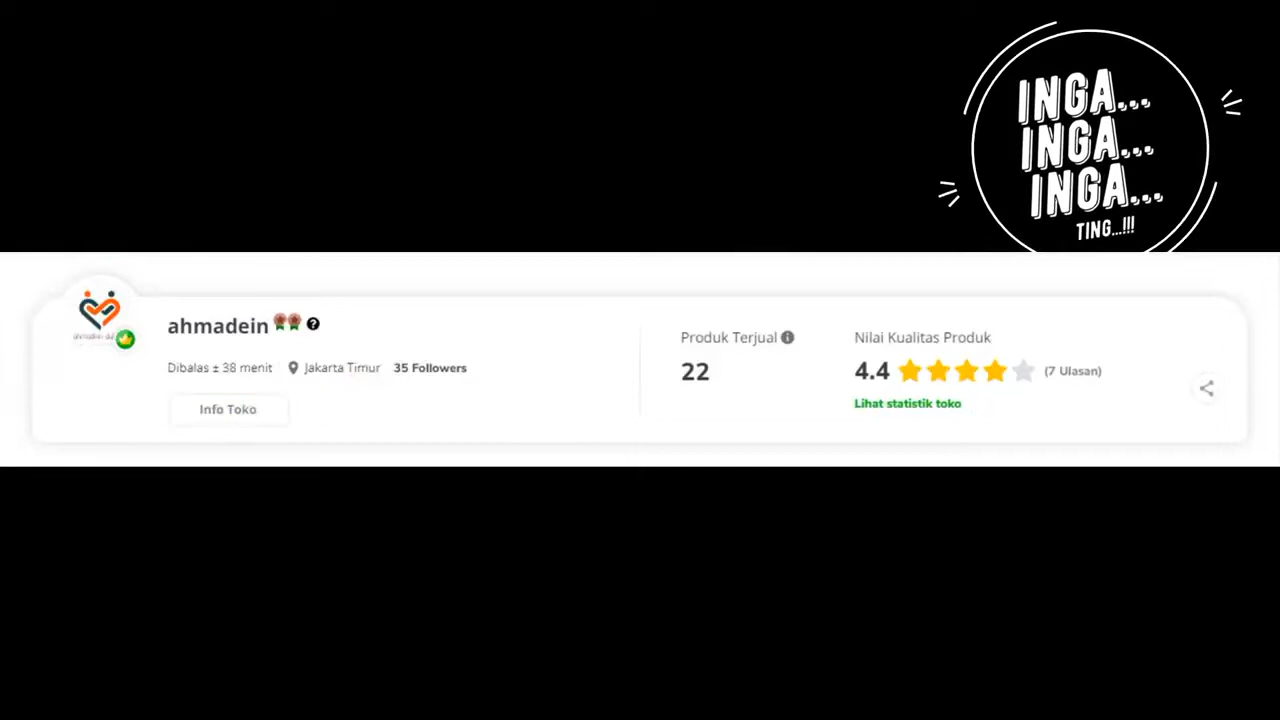 INGA...
INGA...
INGA...
TING...!!!
ahmadein
Dibalas ± 38 menit Jakarta Timur 35 Followers
Info Toko
Produk Terjual
22
Nilai Kualitas Produk
4.4 (7 Ulasan)
Lihat statistik toko